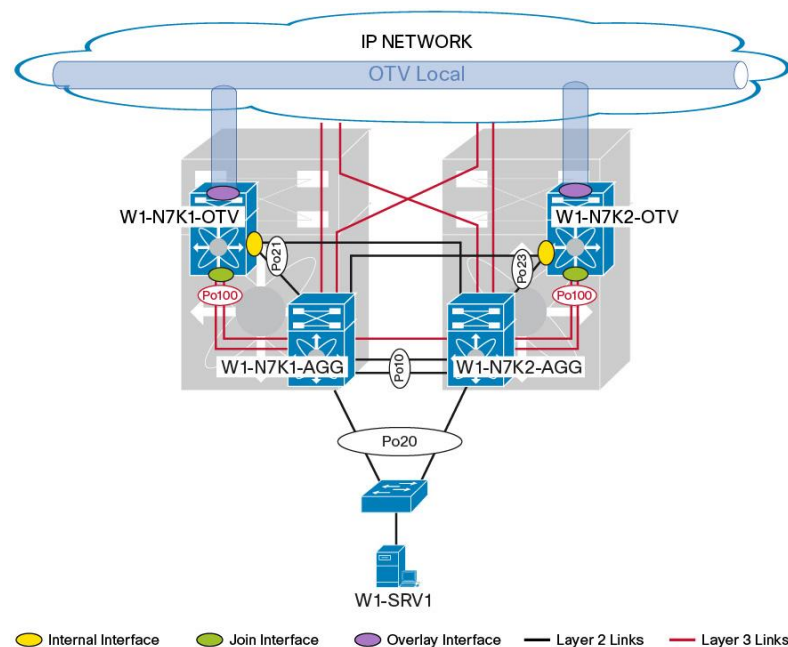 IP NETWORK
OTV Local
W1-N7K1-OTV
W1-N7K2-OTV
Po21
Po23
Po100
Po100
W1-N7K1-AGG
Po10
W1-N7K2-AGG
Po20
W1-SRV1
Internal Interface
Join Interface
Overlay Interface
Layer 2 Links
Layer 3 Links